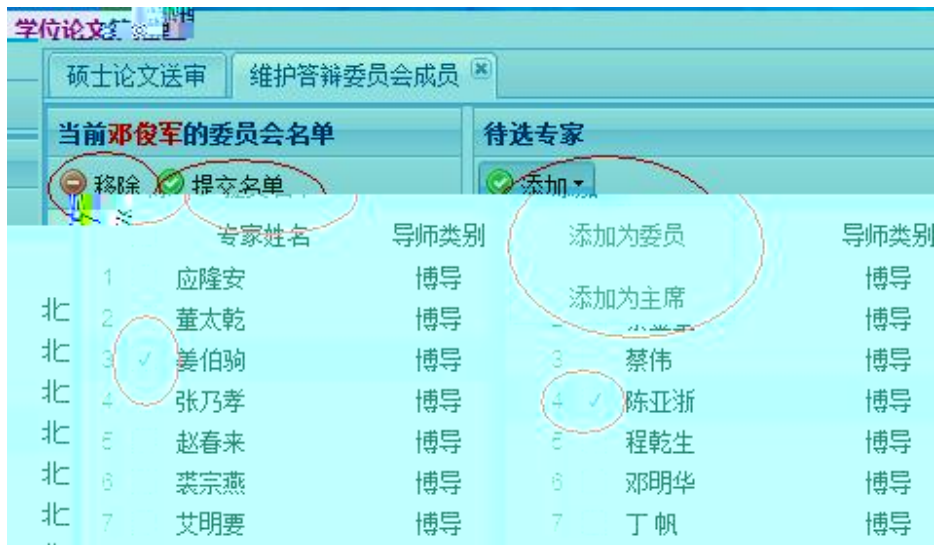 学位论文
硕士论文送审 维护答辩委员会成员
当前邓俊军的委员会名单 待选专家
移除 提交名单 添加
专家姓名 导师类别 添加为委员 导师类别
1 应隆安 博导 博导
添加为主席
北 2 董太乾 博导 博导
北 3 姜伯驹 博导 3 蔡伟 博导
北 4 张乃孝 博导 4 陈亚浙 博导
北 5 赵春来 博导 5 程乾生 博导
北 6 裘宗燕 博导 6 邓明华 博导
北 7 艾明要 博导 7 丁帆 博导